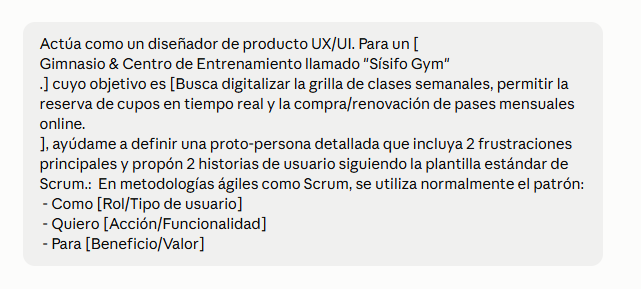 Actúa como un diseñador de producto UX/UI. Para un [
Gimnasio & Centro de Entrenamiento llamado "Sísifo Gym"
.] cuyo objetivo es [Busca digitalizar la grilla de clases semanales, permitir la
reserva de cupos en tiempo real y la compra/renovación de pases mensuales
online.
], ayúdame a definir una proto-persona detallada que incluya 2 frustraciones
principales y propón 2 historias de usuario siguiendo la plantilla estándar de
Scrum.:  En metodologías ágiles como Scrum, se utiliza normalmente el patrón:
- Como [Rol/Tipo de usuario]
- Quiero [Acción/Funcionalidad]
- Para [Beneficio/Valor]